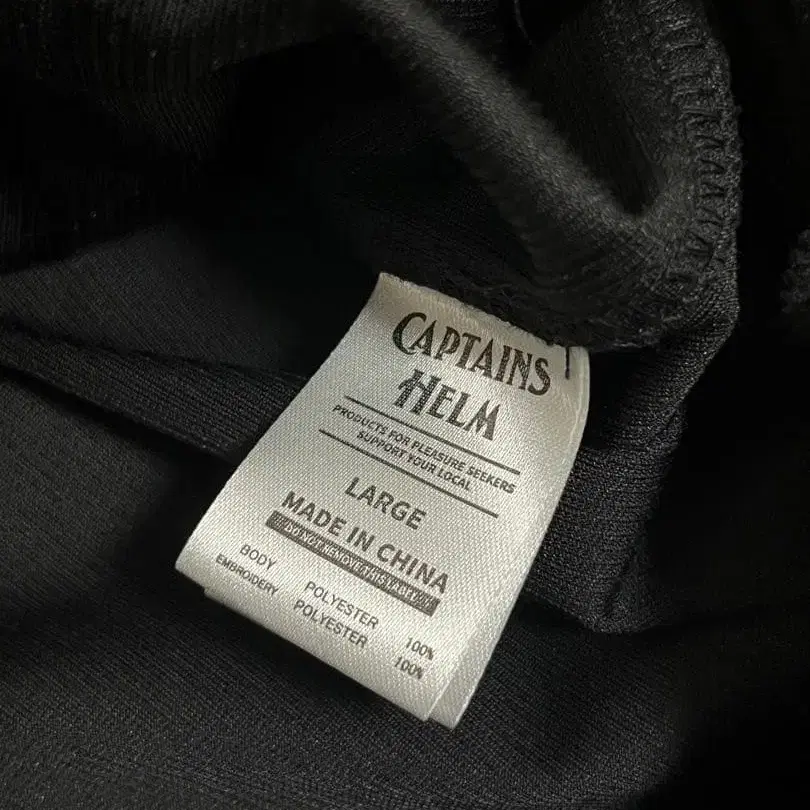 CAPTAINS
HELM
PRODUCTS FOR PLEASURE SEEKERS
SUPPORT YOUR LOCAL
LARGE
MADE IN CHINA
DO NOT REMOVE THIS LABEL
BODY POLYESTER 100%
EMBROIDERY POLYESTER 100%